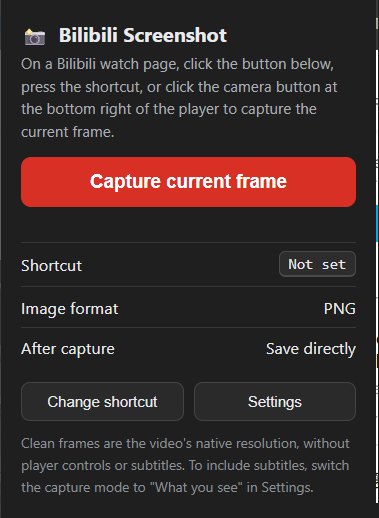 Bilibili Screenshot
On a Bilibili watch page, click the button below,
press the shortcut, or click the camera button at
the bottom right of the player to capture the
current frame.
Capture current frame
Shortcut Not set
Image format PNG
After capture Save directly
Change shortcut Settings
Clean frames are the video's native resolution, without
player controls or subtitles. To include subtitles, switch
the capture mode to "What you see" in Settings.